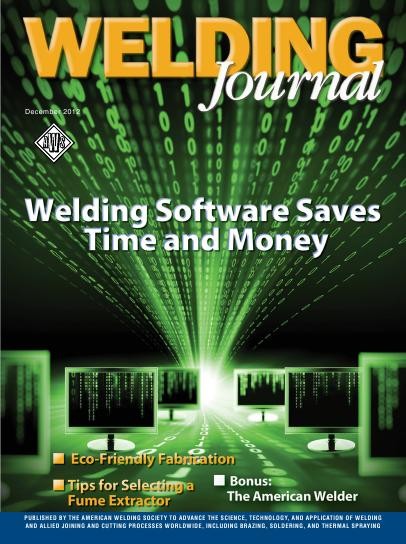 WELDING
Journal
December 2012
AWS
Welding Software Saves
Time and Money
Eco-Friendly Fabrication
Tips for Selecting a
Fume Extractor
Bonus:
The American Welder
PUBLISHED BY THE AMERICAN WELDING SOCIETY TO ADVANCE THE SCIENCE, TECHNOLOGY, AND APPLICATION OF WELDING
AND ALLIED JOINING AND CUTTING PROCESSES WORLDWIDE, INCLUDING BRAZING, SOLDERING, AND THERMAL SPRAYING